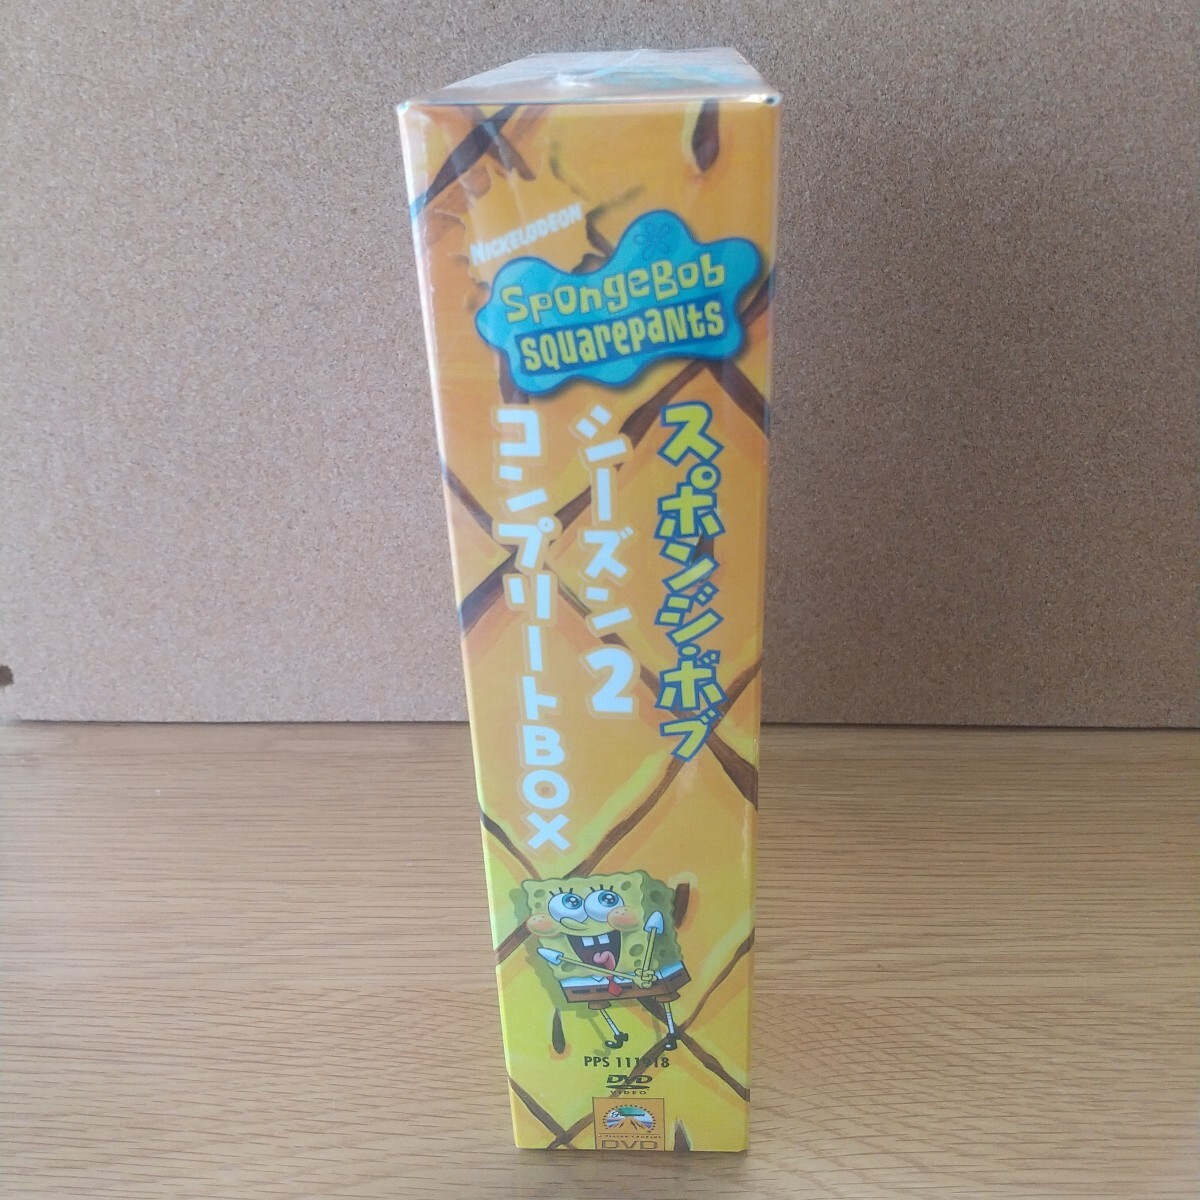 NICKELODEON
SpongeBob
SQUAREPANTS
スポンジ・ボブ
シーズン2
コンプリートBOX
DVD
VIDEO
DVD